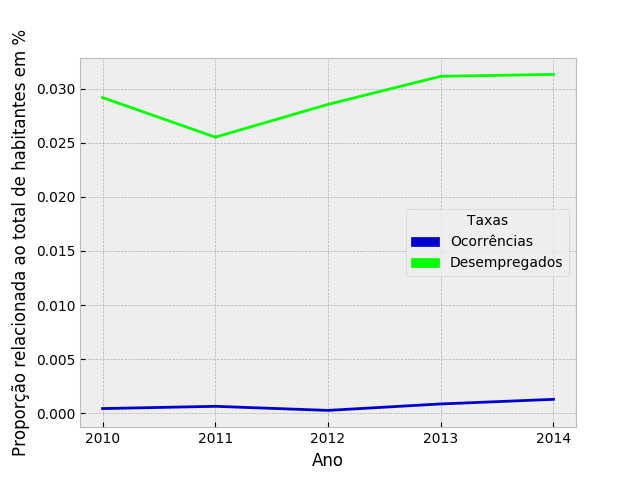 Proporção relacionada ao total de habitantes em %
0.030
0.025
0.020
0.015
0.010
0.005
0.000
Taxas
Ocorrências
Desempregados
2010 2011 2012 2013 2014
Ano